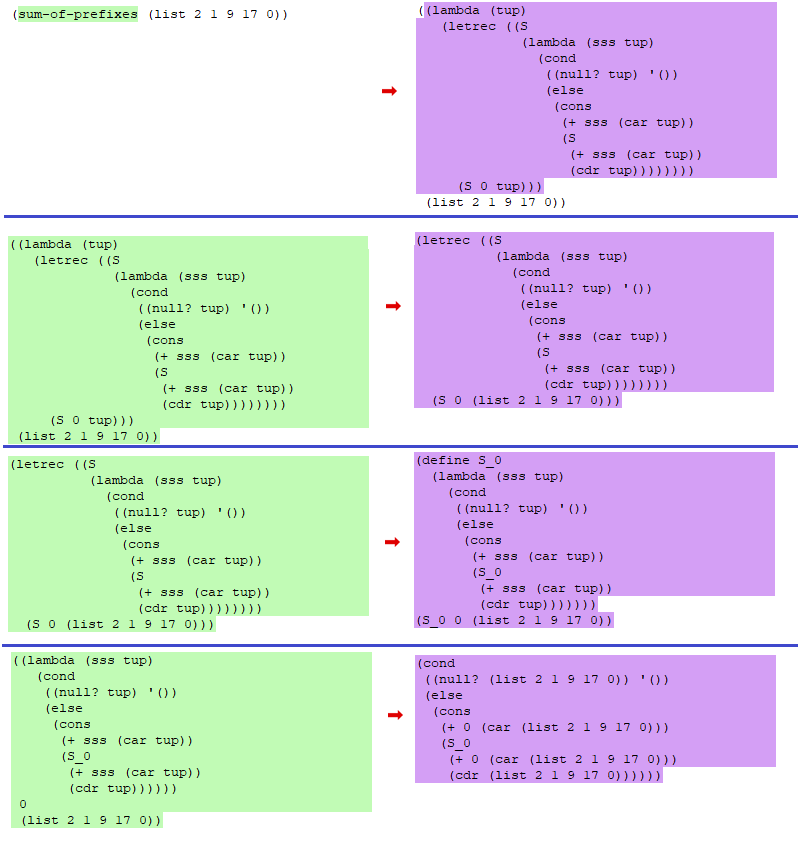 (sum-of-prefixes (list 2 1 9 17 0))
((lambda (tup)
(letrec ((S
(lambda (sss tup)
(cond
((null? tup) '())
(else
(cons
(+ sss (car tup))
(S
(+ sss (car tup))
(cdr tup))))))))
(S 0 tup)))
(list 2 1 9 17 0))
((lambda (tup)
(letrec ((S
(lambda (sss tup)
(cond
((null? tup) '())
(else
(cons
(+ sss (car tup))
(S
(+ sss (car tup))
(cdr tup))))))))
(S 0 tup)))
(list 2 1 9 17 0))
(letrec ((S
(lambda (sss tup)
(cond
((null? tup) '())
(else
(cons
(+ sss (car tup))
(S
(+ sss (car tup))
(cdr tup))))))))
(S 0 (list 2 1 9 17 0)))
(letrec ((S
(lambda (sss tup)
(cond
((null? tup) '())
(else
(cons
(+ sss (car tup))
(S
(+ sss (car tup))
(cdr tup))))))))
(S 0 (list 2 1 9 17 0)))
(define S_0
(lambda (sss tup)
(cond
((null? tup) '())
(else
(cons
(+ sss (car tup))
(S_0
(+ sss (car tup))
(cdr tup)))))))
(S_0 0 (list 2 1 9 17 0))
((lambda (sss tup)
(cond
((null? tup) '())
(else
(cons
(+ sss (car tup))
(S_0
(+ sss (car tup))
(cdr tup))))))
0
(list 2 1 9 17 0))
(cond
((null? (list 2 1 9 17 0)) '())
(else
(cons
(+ 0 (car (list 2 1 9 17 0)))
(S_0
(+ 0 (car (list 2 1 9 17 0)))
(cdr (list 2 1 9 17 0))))))